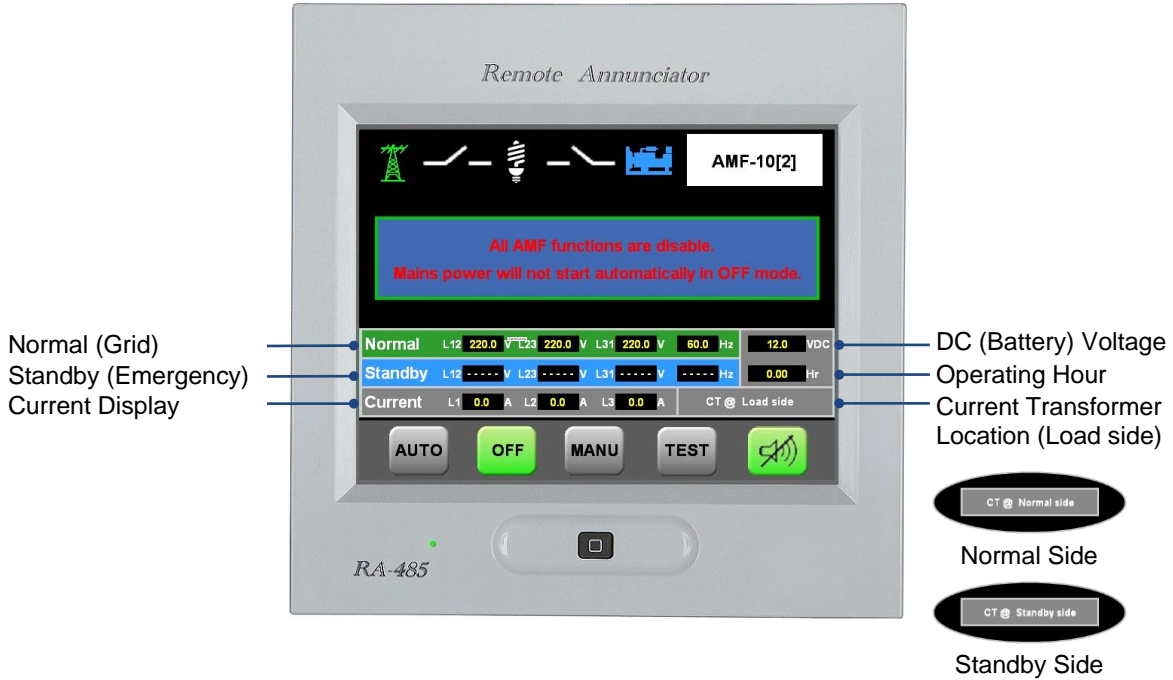 Remote Annunciator
AMF-10[2]
All AMF functions are disable.
Mains power will not start automatically in OFF mode.
Normal L12 220.0 V L23 220.0 V L31 220.0 V 60.0 Hz 12.0 VDC
Standby L12 ----- V L23 ----- V L31 ----- V ----- Hz 0.00 Hr
Current L1 0.0 A L2 0.0 A L3 0.0 A CT @ Load side
AUTO OFF MANU TEST
RA-485
Normal (Grid)
Standby (Emergency)
Current Display
DC (Battery) Voltage
Operating Hour
Current Transformer
Location (Load side)
CT @ Normal side
Normal Side
CT @ Standby side
Standby Side